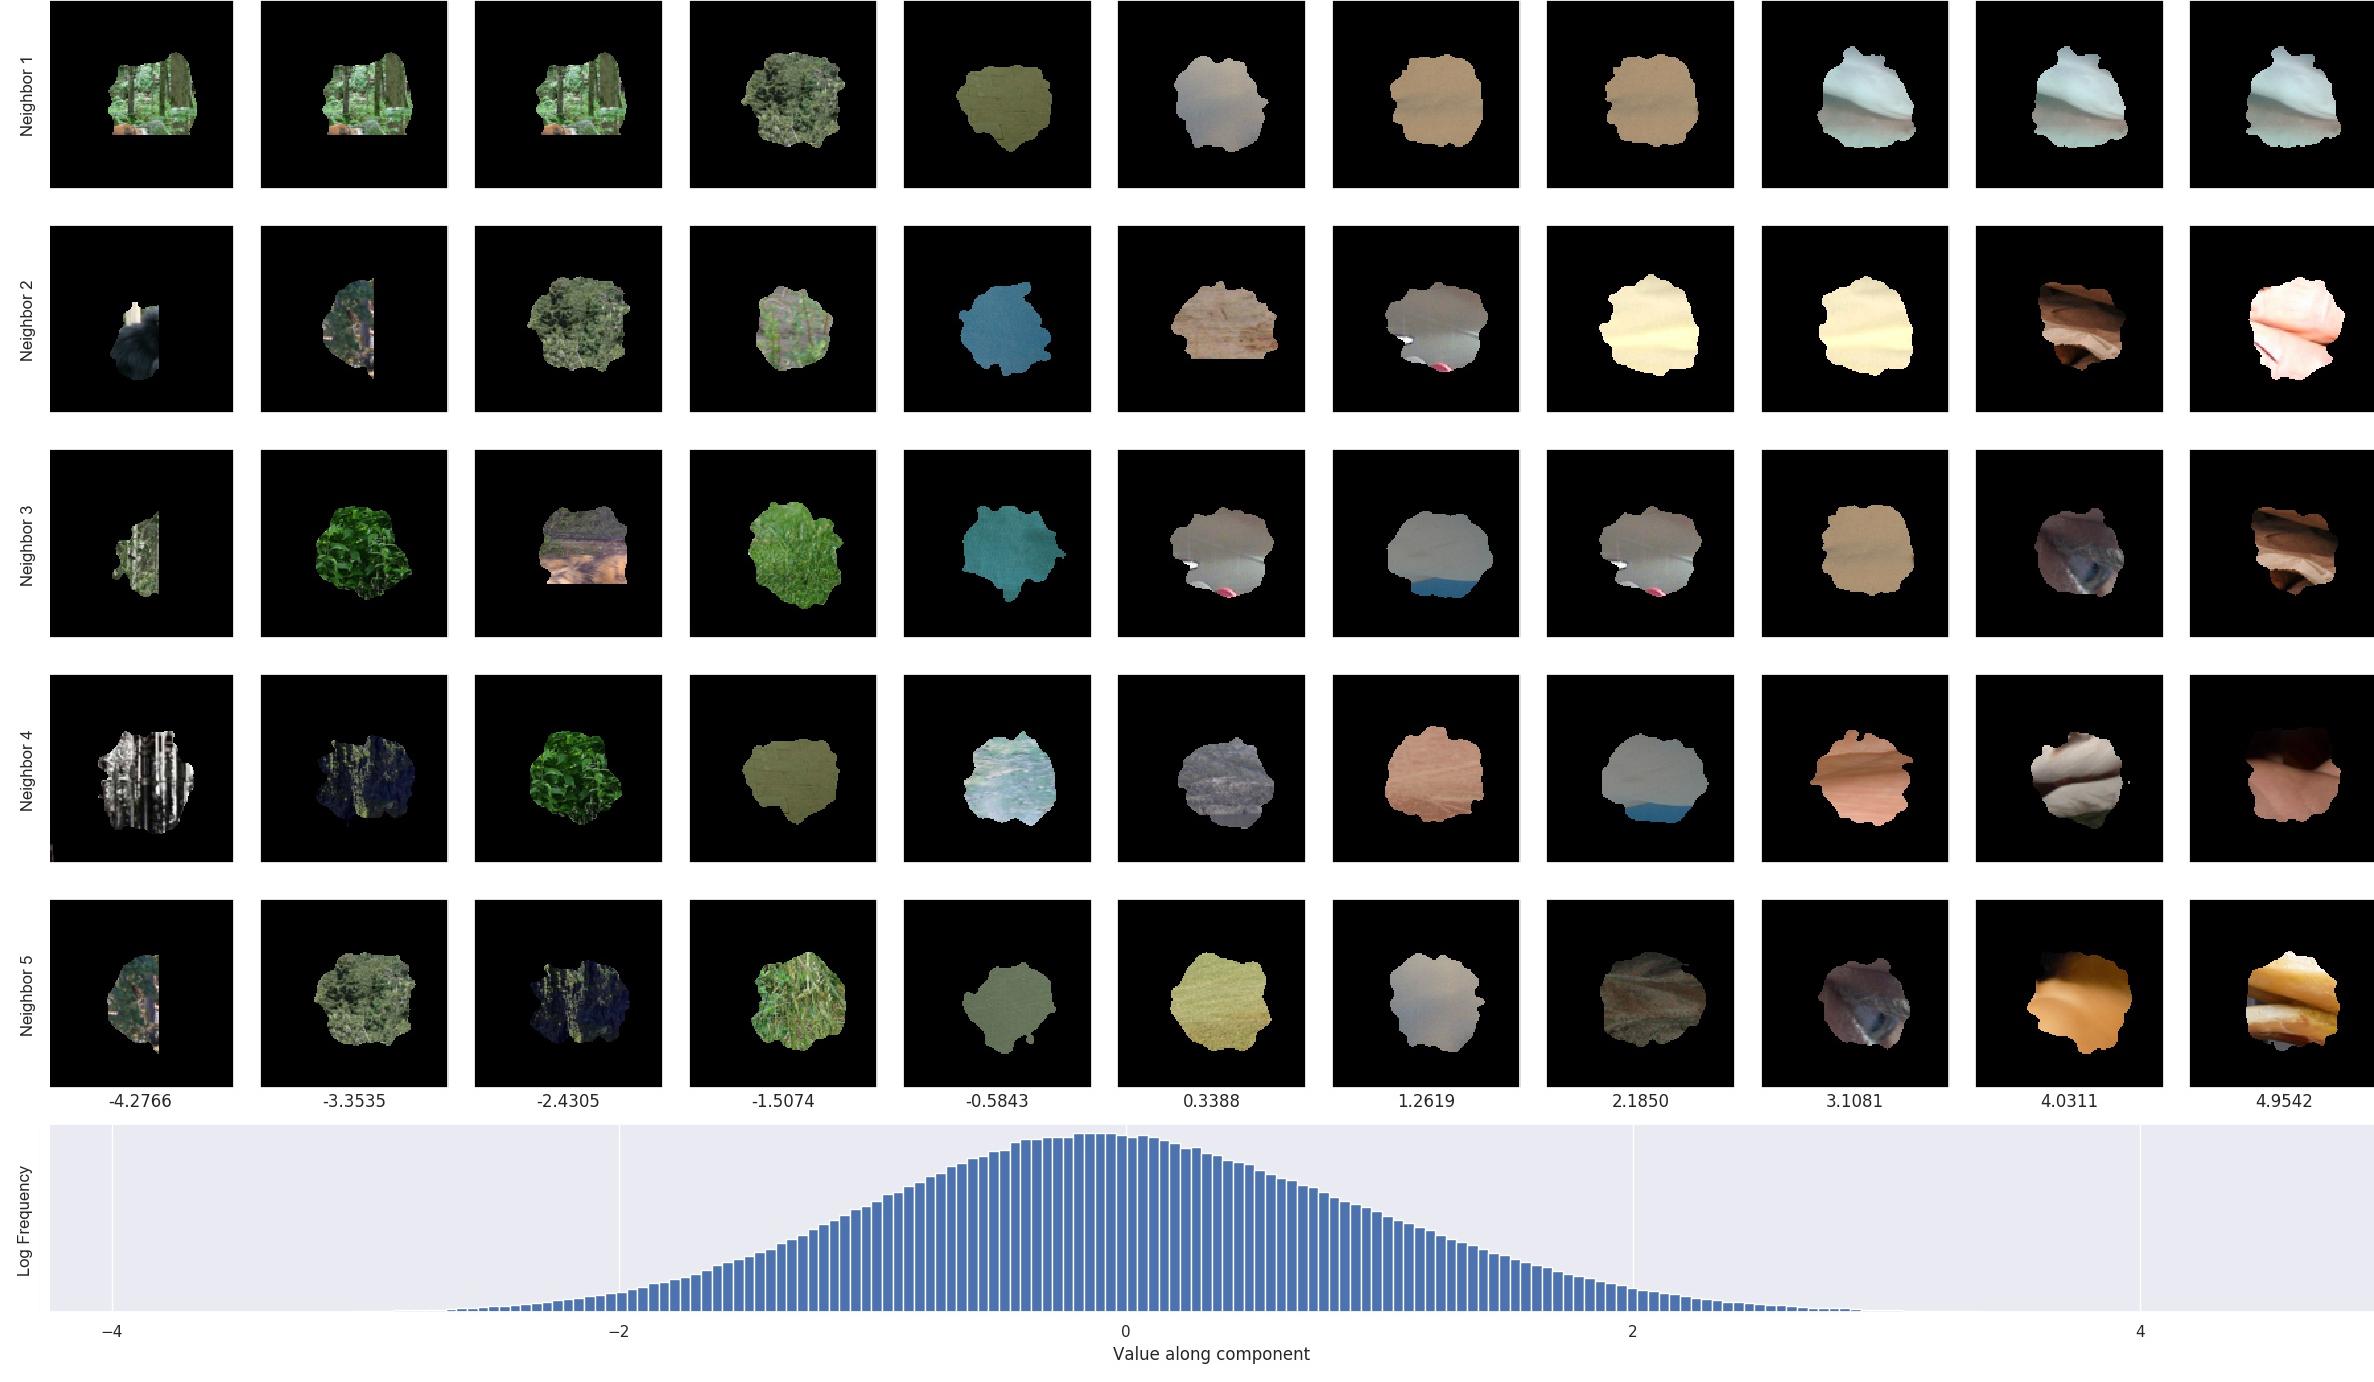 Neighbor 1
Neighbor 2
Neighbor 3
Neighbor 4
Neighbor 5
-4.2766 -3.3535 -2.4305 -1.5074 -0.5843 0.3388 1.2619 2.1850 3.1081 4.0311 4.9542
Log Frequency
−4 −2 0 2 4
Value along component